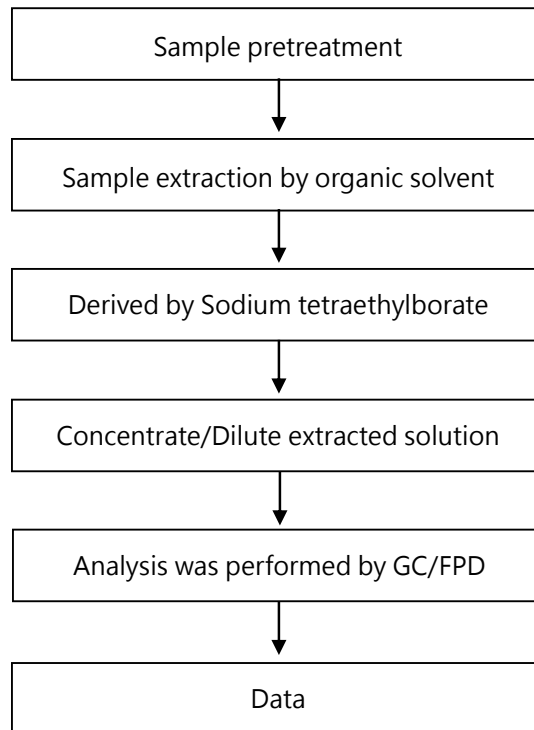 Sample pretreatment
Sample extraction by organic solvent
Derived by Sodium tetraethylborate
Concentrate/Dilute extracted solution
Analysis was performed by GC/FPD
Data